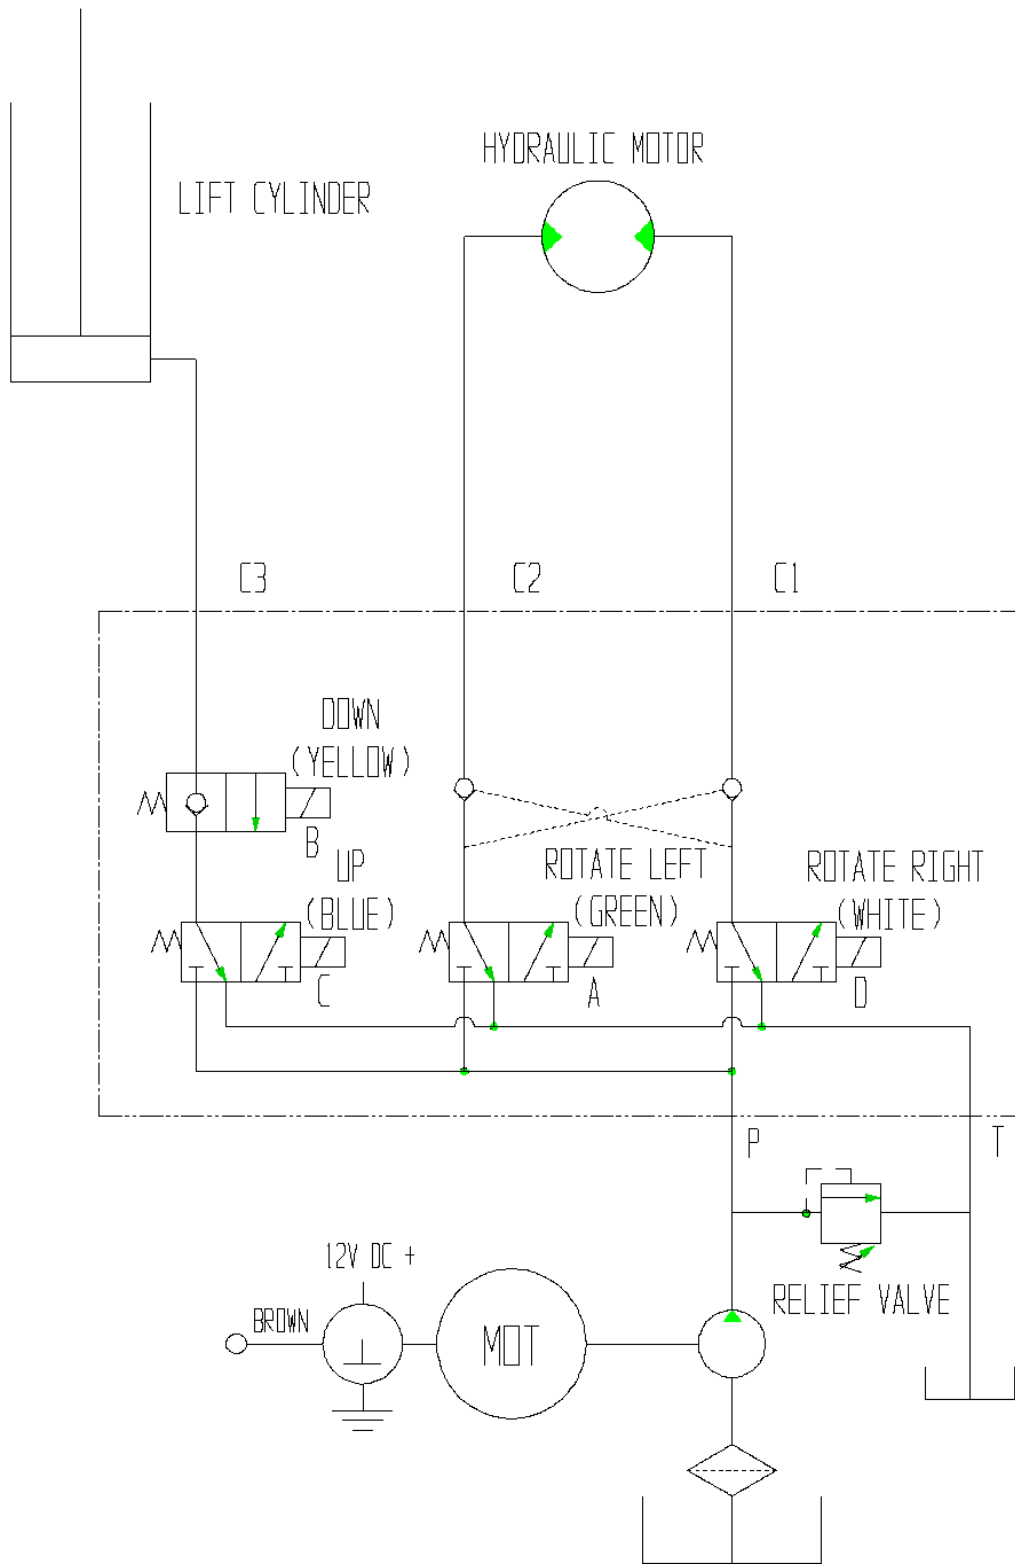 HYDRAULIC MOTOR
LIFT CYLINDER
C3
C2
C1
DOWN
(YELLOW)
B
UP
(BLUE)
C
ROTATE LEFT
(GREEN)
A
ROTATE RIGHT
(WHITE)
D
P
T
12V DC +
BROWN
MOT
RELIEF VALVE